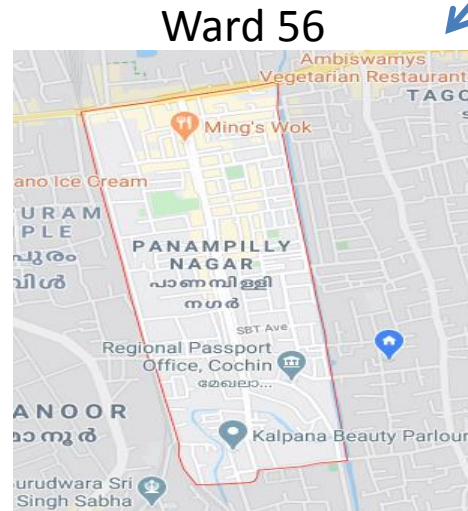 Ward 56
Ambiswamys
Vegetarian Restaurant
TAGO
Ming's Wok
ano Ice Cream
URAM
PLE
പുരം
വിൾ
PANAMPILLY
NAGAR
പാണമ്പിള്ളി
നഗർ
SBT Ave
Regional Passport
Office, Cochin
മേഖലാ...
ANOOR
മാനൂർ
Kalpana Beauty Parlour
urudwara Sri
Singh Sabha